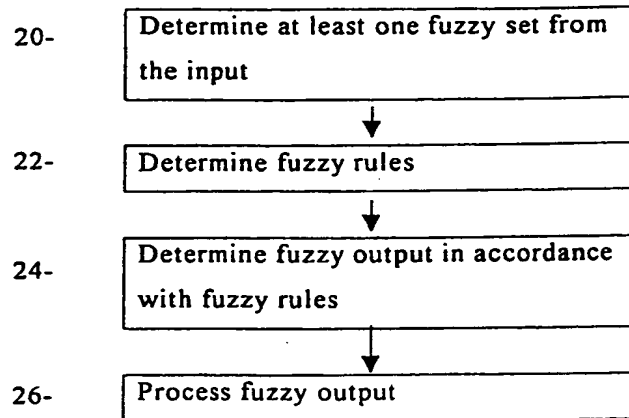 20-
Determine at least one fuzzy set from
the input
22-
Determine fuzzy rules
24-
Determine fuzzy output in accordance
with fuzzy rules
26-
Process fuzzy output